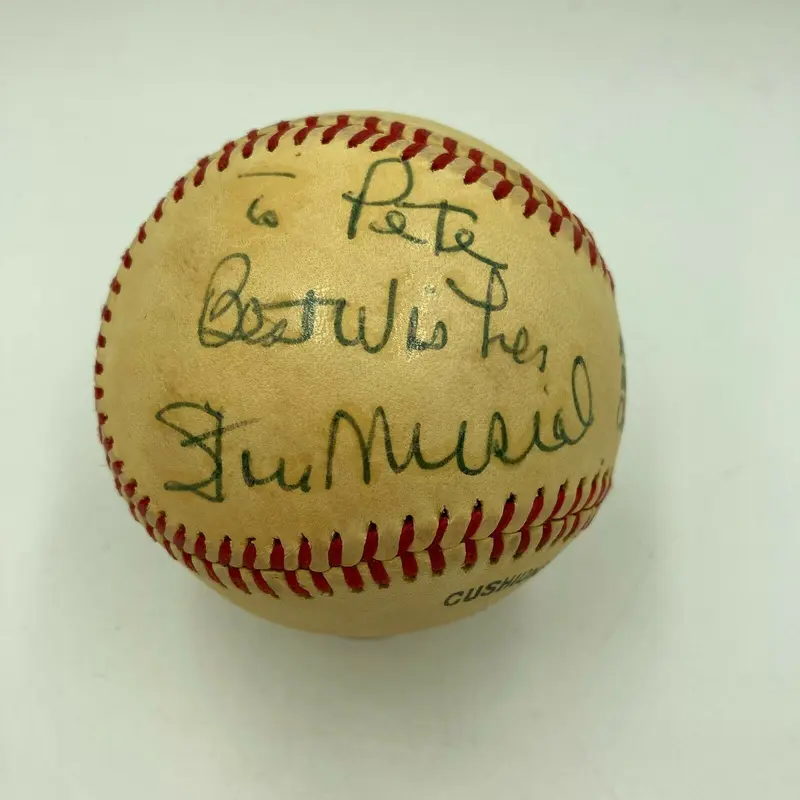 To Pete
Best Wishes
Stan Musial
CUSHION